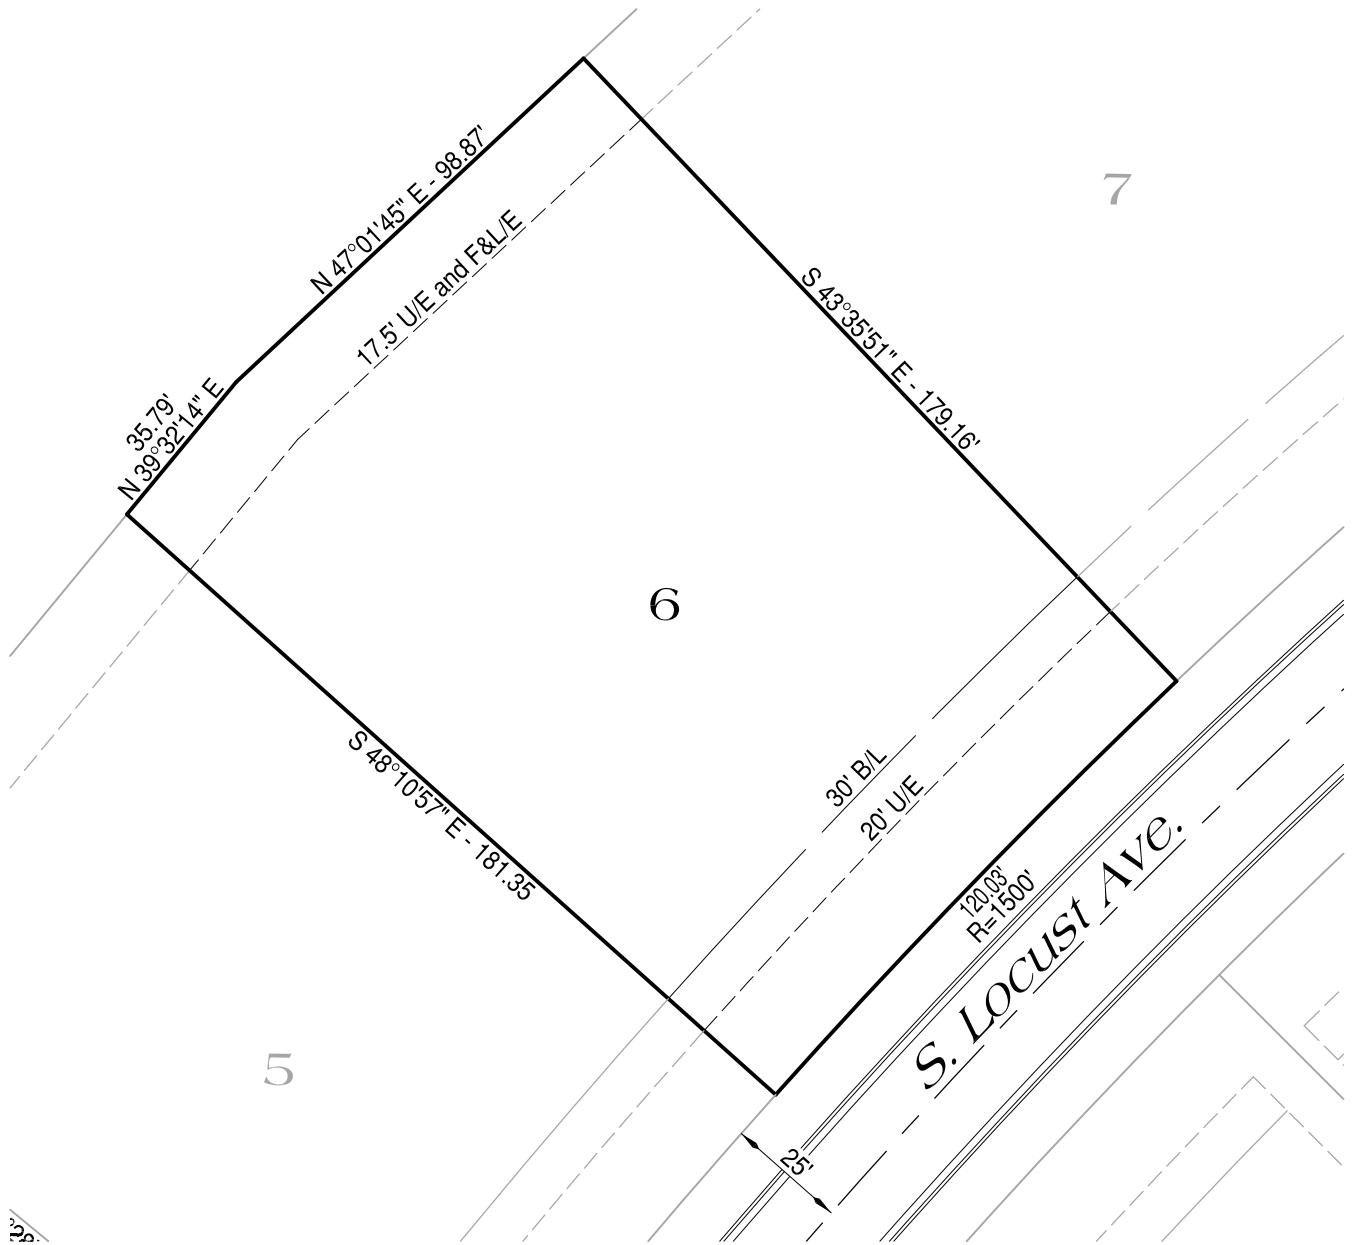 7
N 47°01'45" E - 98.87'
17.5' U/E and F&L/E
S 43°35'51" E - 179.16'
35.79'
N 39°32'14" E
6
S 48°10'57" E - 181.35
30' B/L
20' U/E
120.03'
R=1500'
S. Locust Ave.
5
25'